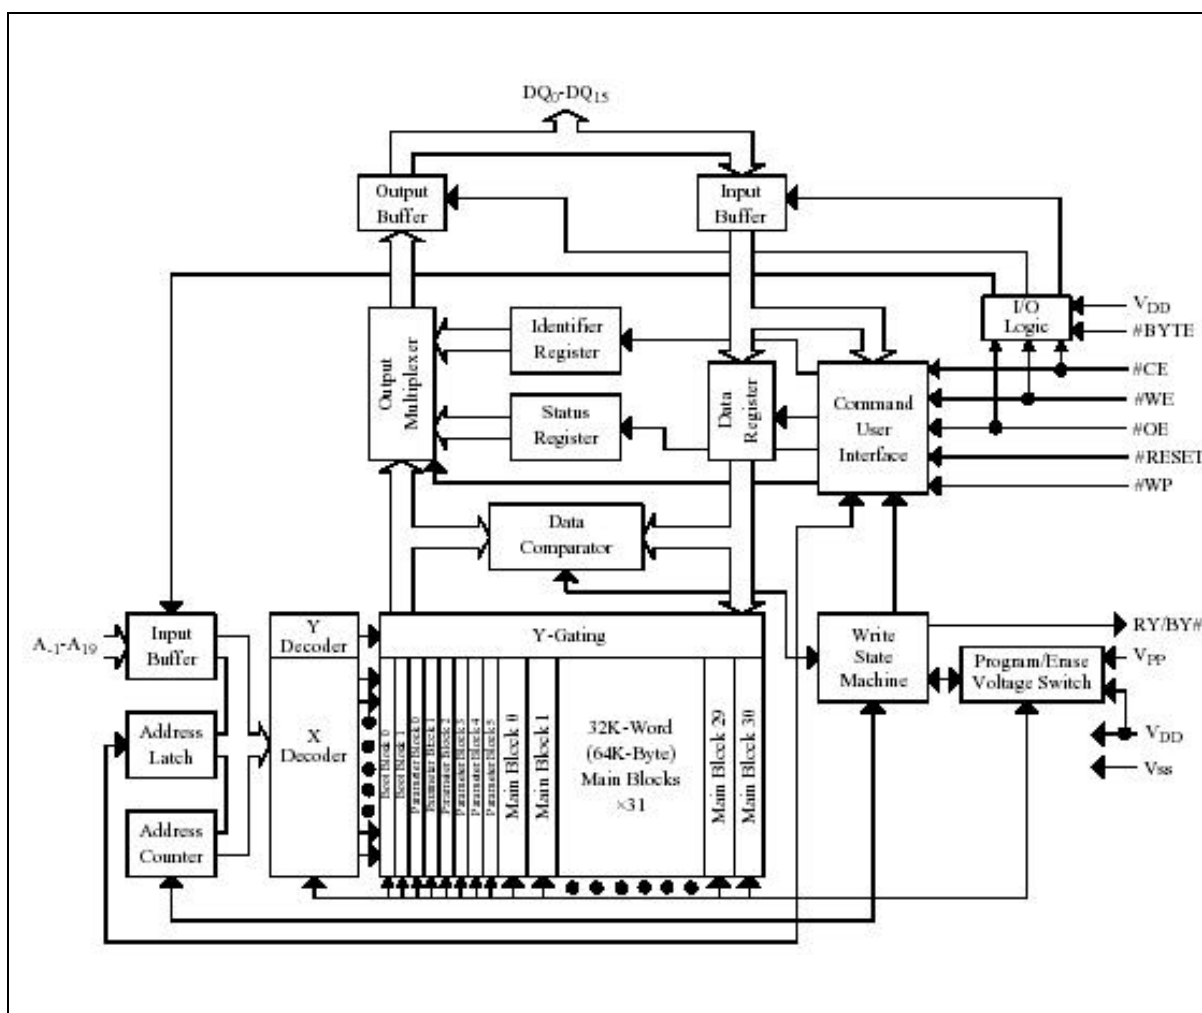 DQ0-DQ15
Output
Buffer
Input
Buffer
I/O
Logic
VDD
#BYTE
Output
Multiplexer
Identifier
Register
Status
Register
Data
Register
Command
User
Interface
#CE
#WE
#OE
#RESET
#WP
Data
Comparator
A-1-A19
Input
Buffer
Address
Latch
Address
Counter
Y
Decoder
X
Decoder
Y-Gating
Boot Block 0
Boot Block 1
Parameter Block 0
Parameter Block 1
Parameter Block 2
Parameter Block 3
Parameter Block 4
Parameter Block 5
Main Block 0
Main Block 1
32K-Word
(64K-Byte)
Main Blocks
×31
Main Block 29
Main Block 30
Write
State
Machine
Program/Erase
Voltage Switch
RY/BY#
VPP
VDD
Vss